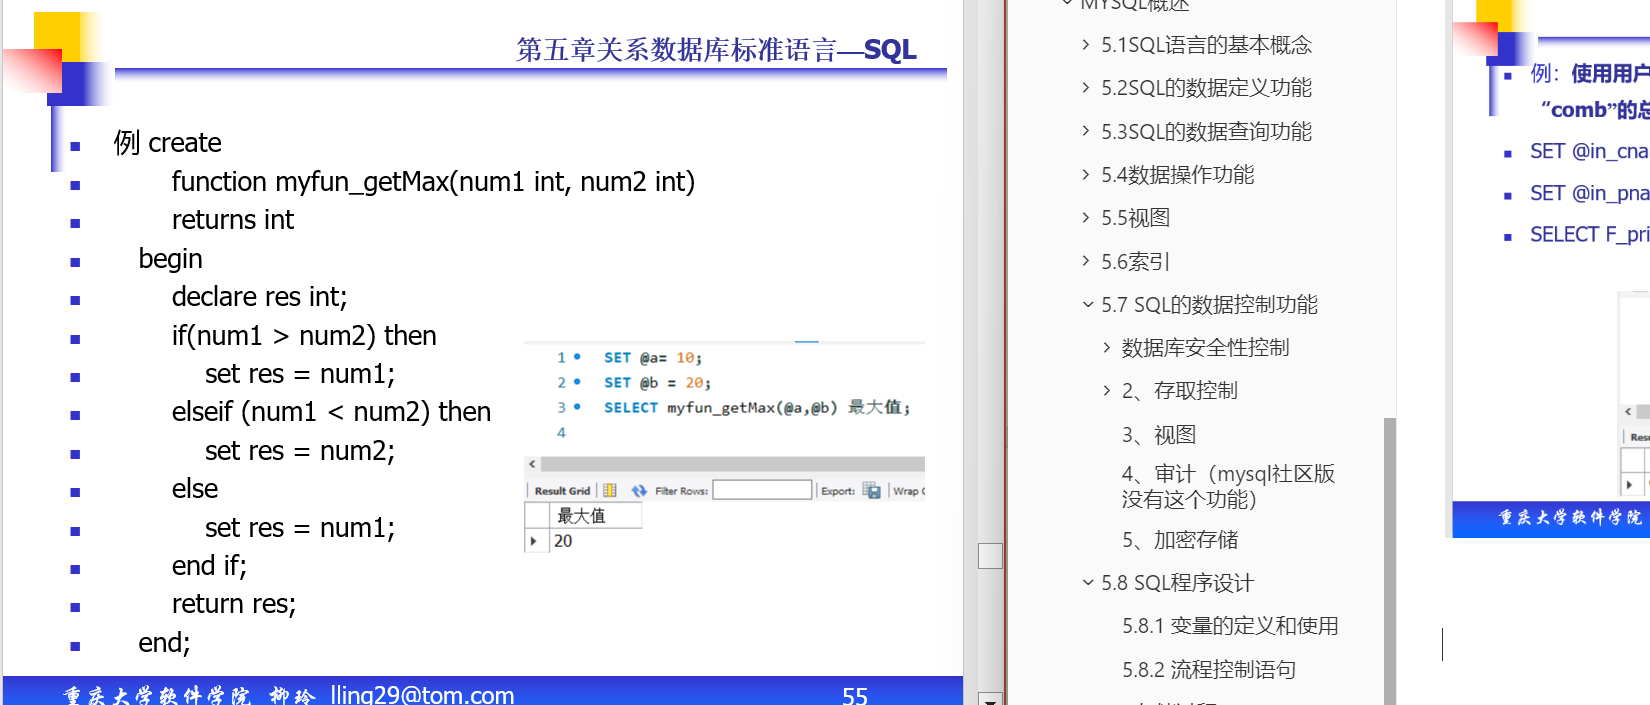 第五章关系数据库标准语言—SQL
例 create
function myfun_getMax(num1 int, num2 int)
returns int
begin
declare res int;
if(num1 > num2) then
set res = num1;
elseif (num1 < num2) then
set res = num2;
else
set res = num1;
end if;
return res;
end;
1 SET @a= 10;
2 SET @b = 20;
3 SELECT myfun_getMax(@a,@b) 最大值;
4
Result Grid Filter Rows: Export: Wrap C
最大值
20
重庆大学软件学院 柳玲 lling29@tom.com 55
MYSQL概述
5.1SQL语言的基本概念
5.2SQL的数据定义功能
5.3SQL的数据查询功能
5.4数据操作功能
5.5视图
5.6索引
5.7 SQL的数据控制功能
数据库安全性控制
2、存取控制
3、视图
4、审计（mysql社区版
没有这个功能）
5、加密存储
5.8 SQL程序设计
5.8.1 变量的定义和使用
5.8.2 流程控制语句
例：使用用户
“comb”的总
SET @in_cna
SET @in_pna
SELECT F_pri
Resu
重庆大学软件学院